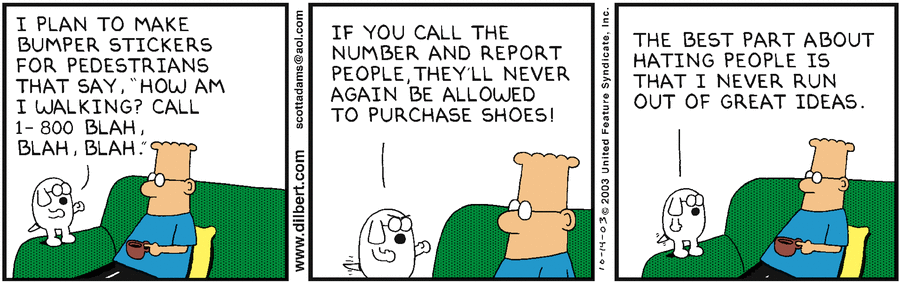 I PLAN TO MAKE
BUMPER STICKERS
FOR PEDESTRIANS
THAT SAY, "HOW AM
I WALKING? CALL
1-800 BLAH,
BLAH, BLAH."
www.dilbert.com scottadams@aol.com
IF YOU CALL THE
NUMBER AND REPORT
PEOPLE, THEY'LL NEVER
AGAIN BE ALLOWED
TO PURCHASE SHOES!
10-14-03 © 2003 United Feature Syndicate, Inc.
THE BEST PART ABOUT
HATING PEOPLE IS
THAT I NEVER RUN
OUT OF GREAT IDEAS.